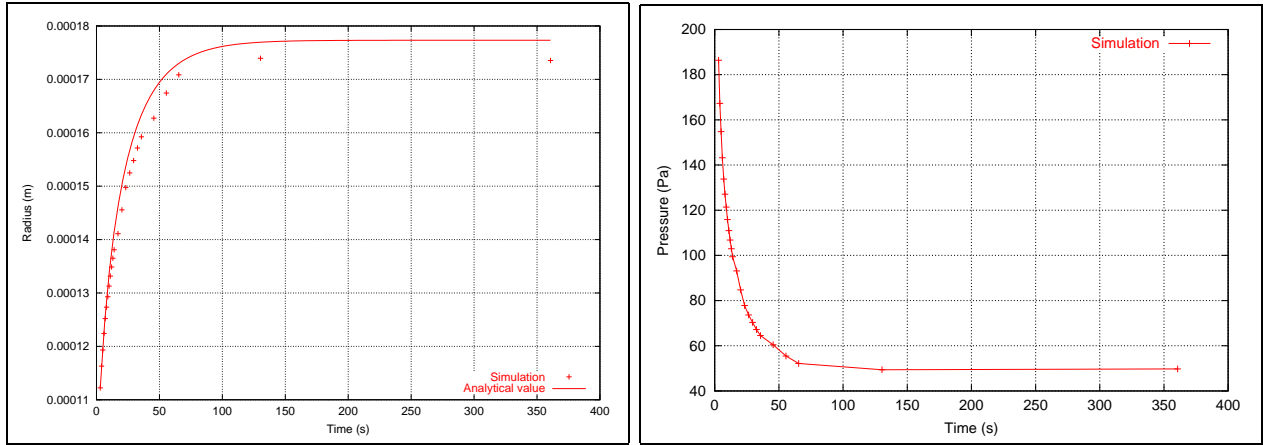 0.00018
0.00017
0.00016
0.00015
0.00014
0.00013
0.00012
0.00011
Radius (m)
0 50 100 150 200 250 300 350 400
Time (s)
Simulation
Analytical value
200
180
160
140
120
100
80
60
40
Pressure (Pa)
0 50 100 150 200 250 300 350 400
Time (s)
Simulation